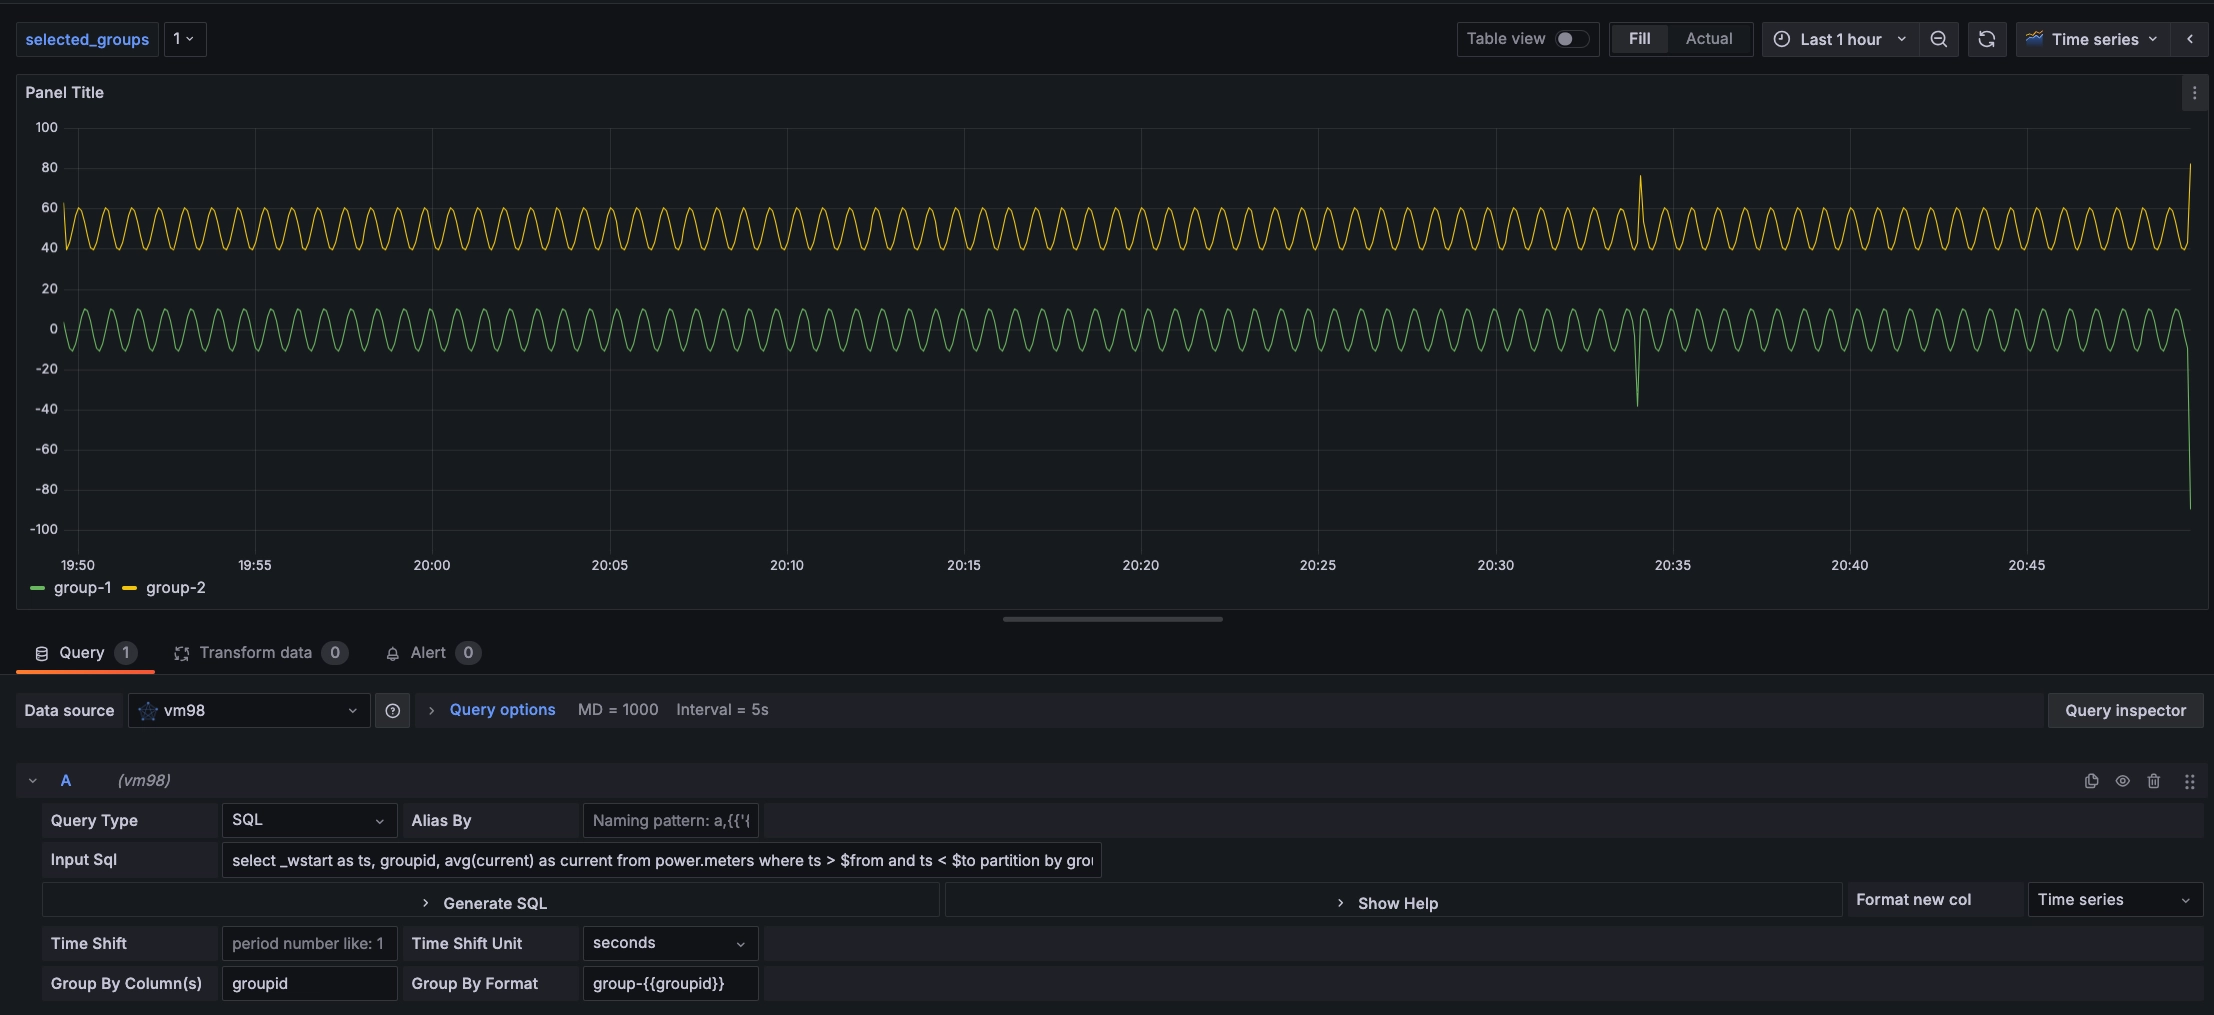 selected_groups 1 Table view Fill Actual Last 1 hour Time series
Panel Title
100
80
60
40
20
0
-20
-40
-60
-80
-100
19:50 19:55 20:00 20:05 20:10 20:15 20:20 20:25 20:30 20:35 20:40 20:45
group-1 group-2
Query 1 Transform data 0 Alert 0
Data source vm98 Query options MD = 1000 Interval = 5s Query inspector
A (vm98)
Query Type SQL Alias By Naming pattern: a,{{'{
Input Sql select _wstart as ts, groupid, avg(current) as current from power.meters where ts > $from and ts < $to partition by
Generate SQL Show Help Format new col Time series
Time Shift period number like: 1 Time Shift Unit seconds
Group By Column(s) groupid Group By Format group-{{groupid}}